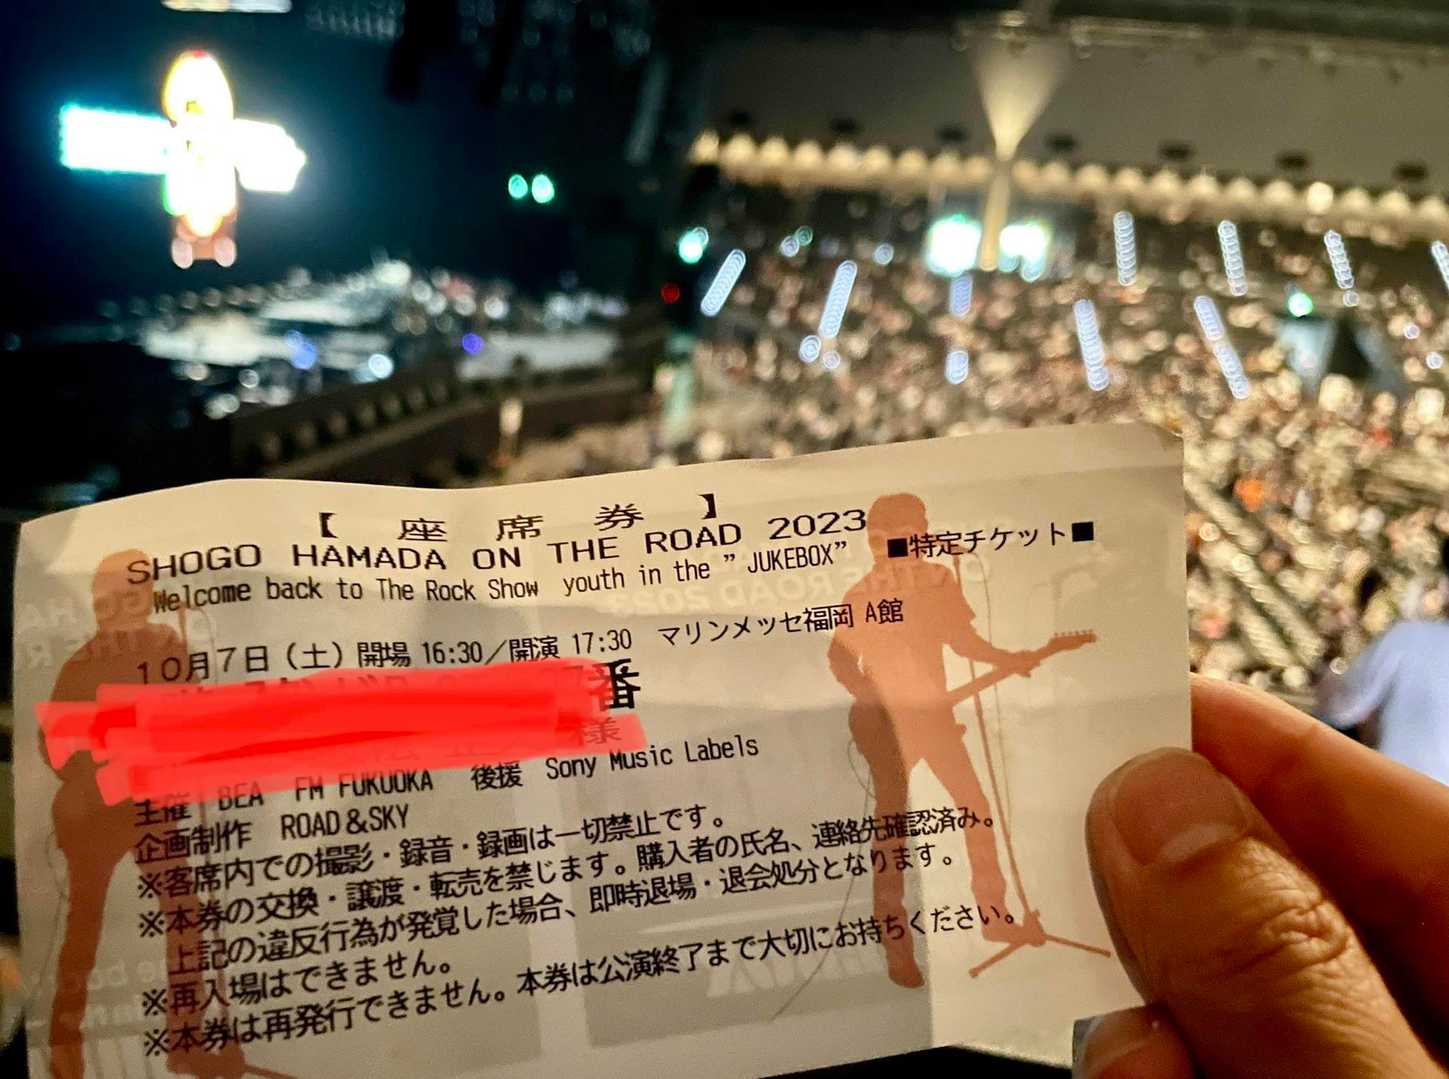 【 座 席 券 】
SHOGO HAMADA ON THE ROAD 2023
Welcome back to The Rock Show youth in the " JUKEBOX" ■特定チケット■
10月7日(土)開場 16:30/開演 17:30 マリンメッセ福岡 A館
番
様
主催 BEA FM FUKUOKA 後援 Sony Music Labels
企画制作 ROAD&SKY
※客席内での撮影・録音・録画は一切禁止です。
※本券の交換・譲渡・転売を禁じます。購入者の氏名、連絡先確認済み。
上記の違反行為が発覚した場合、即時退場・退会処分となります。
※再入場はできません。
※本券は再発行できません。本券は公演終了まで大切にお持ちください。